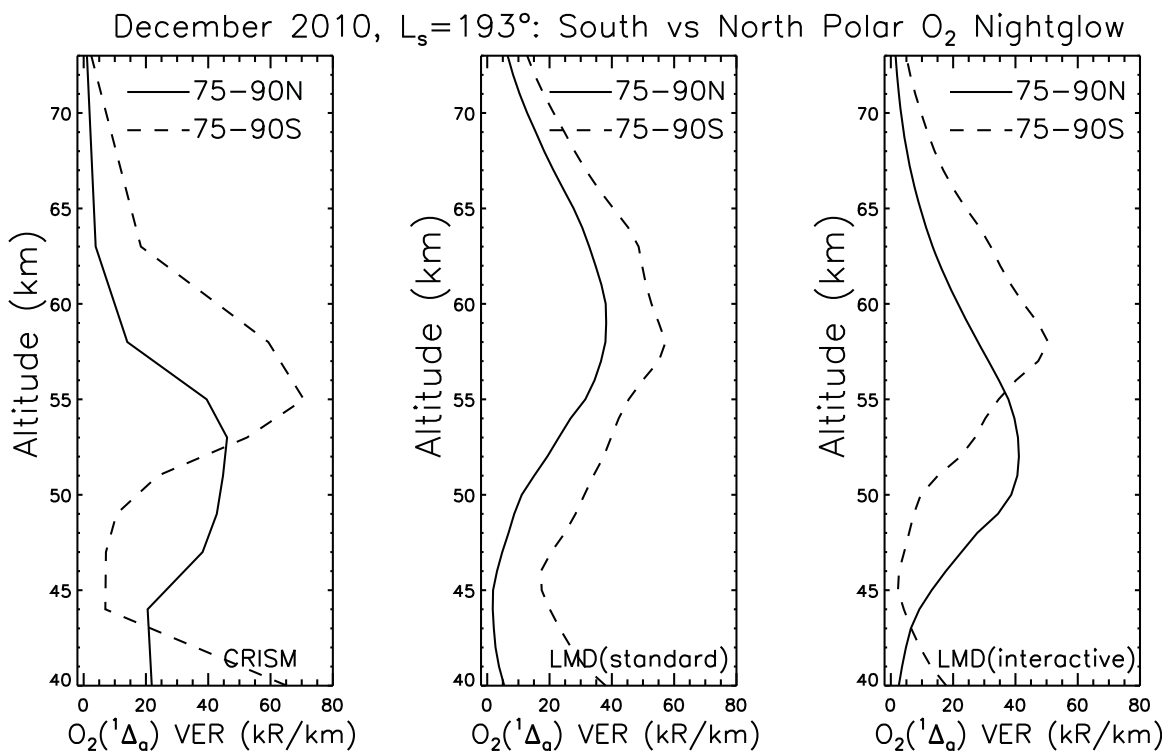 December 2010, Lₛ=193°: South vs North Polar O₂ Nightglow
75-90N
75-90S
70
65
60
55
50
45
40
Altitude (km)
CRISM
0 20 40 60 80
O₂(¹Δg) VER (kR/km)
75-90N
75-90S
70
65
60
55
50
45
40
Altitude (km)
LMD(standard)
0 20 40 60 80
O₂(¹Δg) VER (kR/km)
75-90N
75-90S
70
65
60
55
50
45
40
Altitude (km)
LMD(interactive)
0 20 40 60 80
O₂(¹Δg) VER (kR/km)